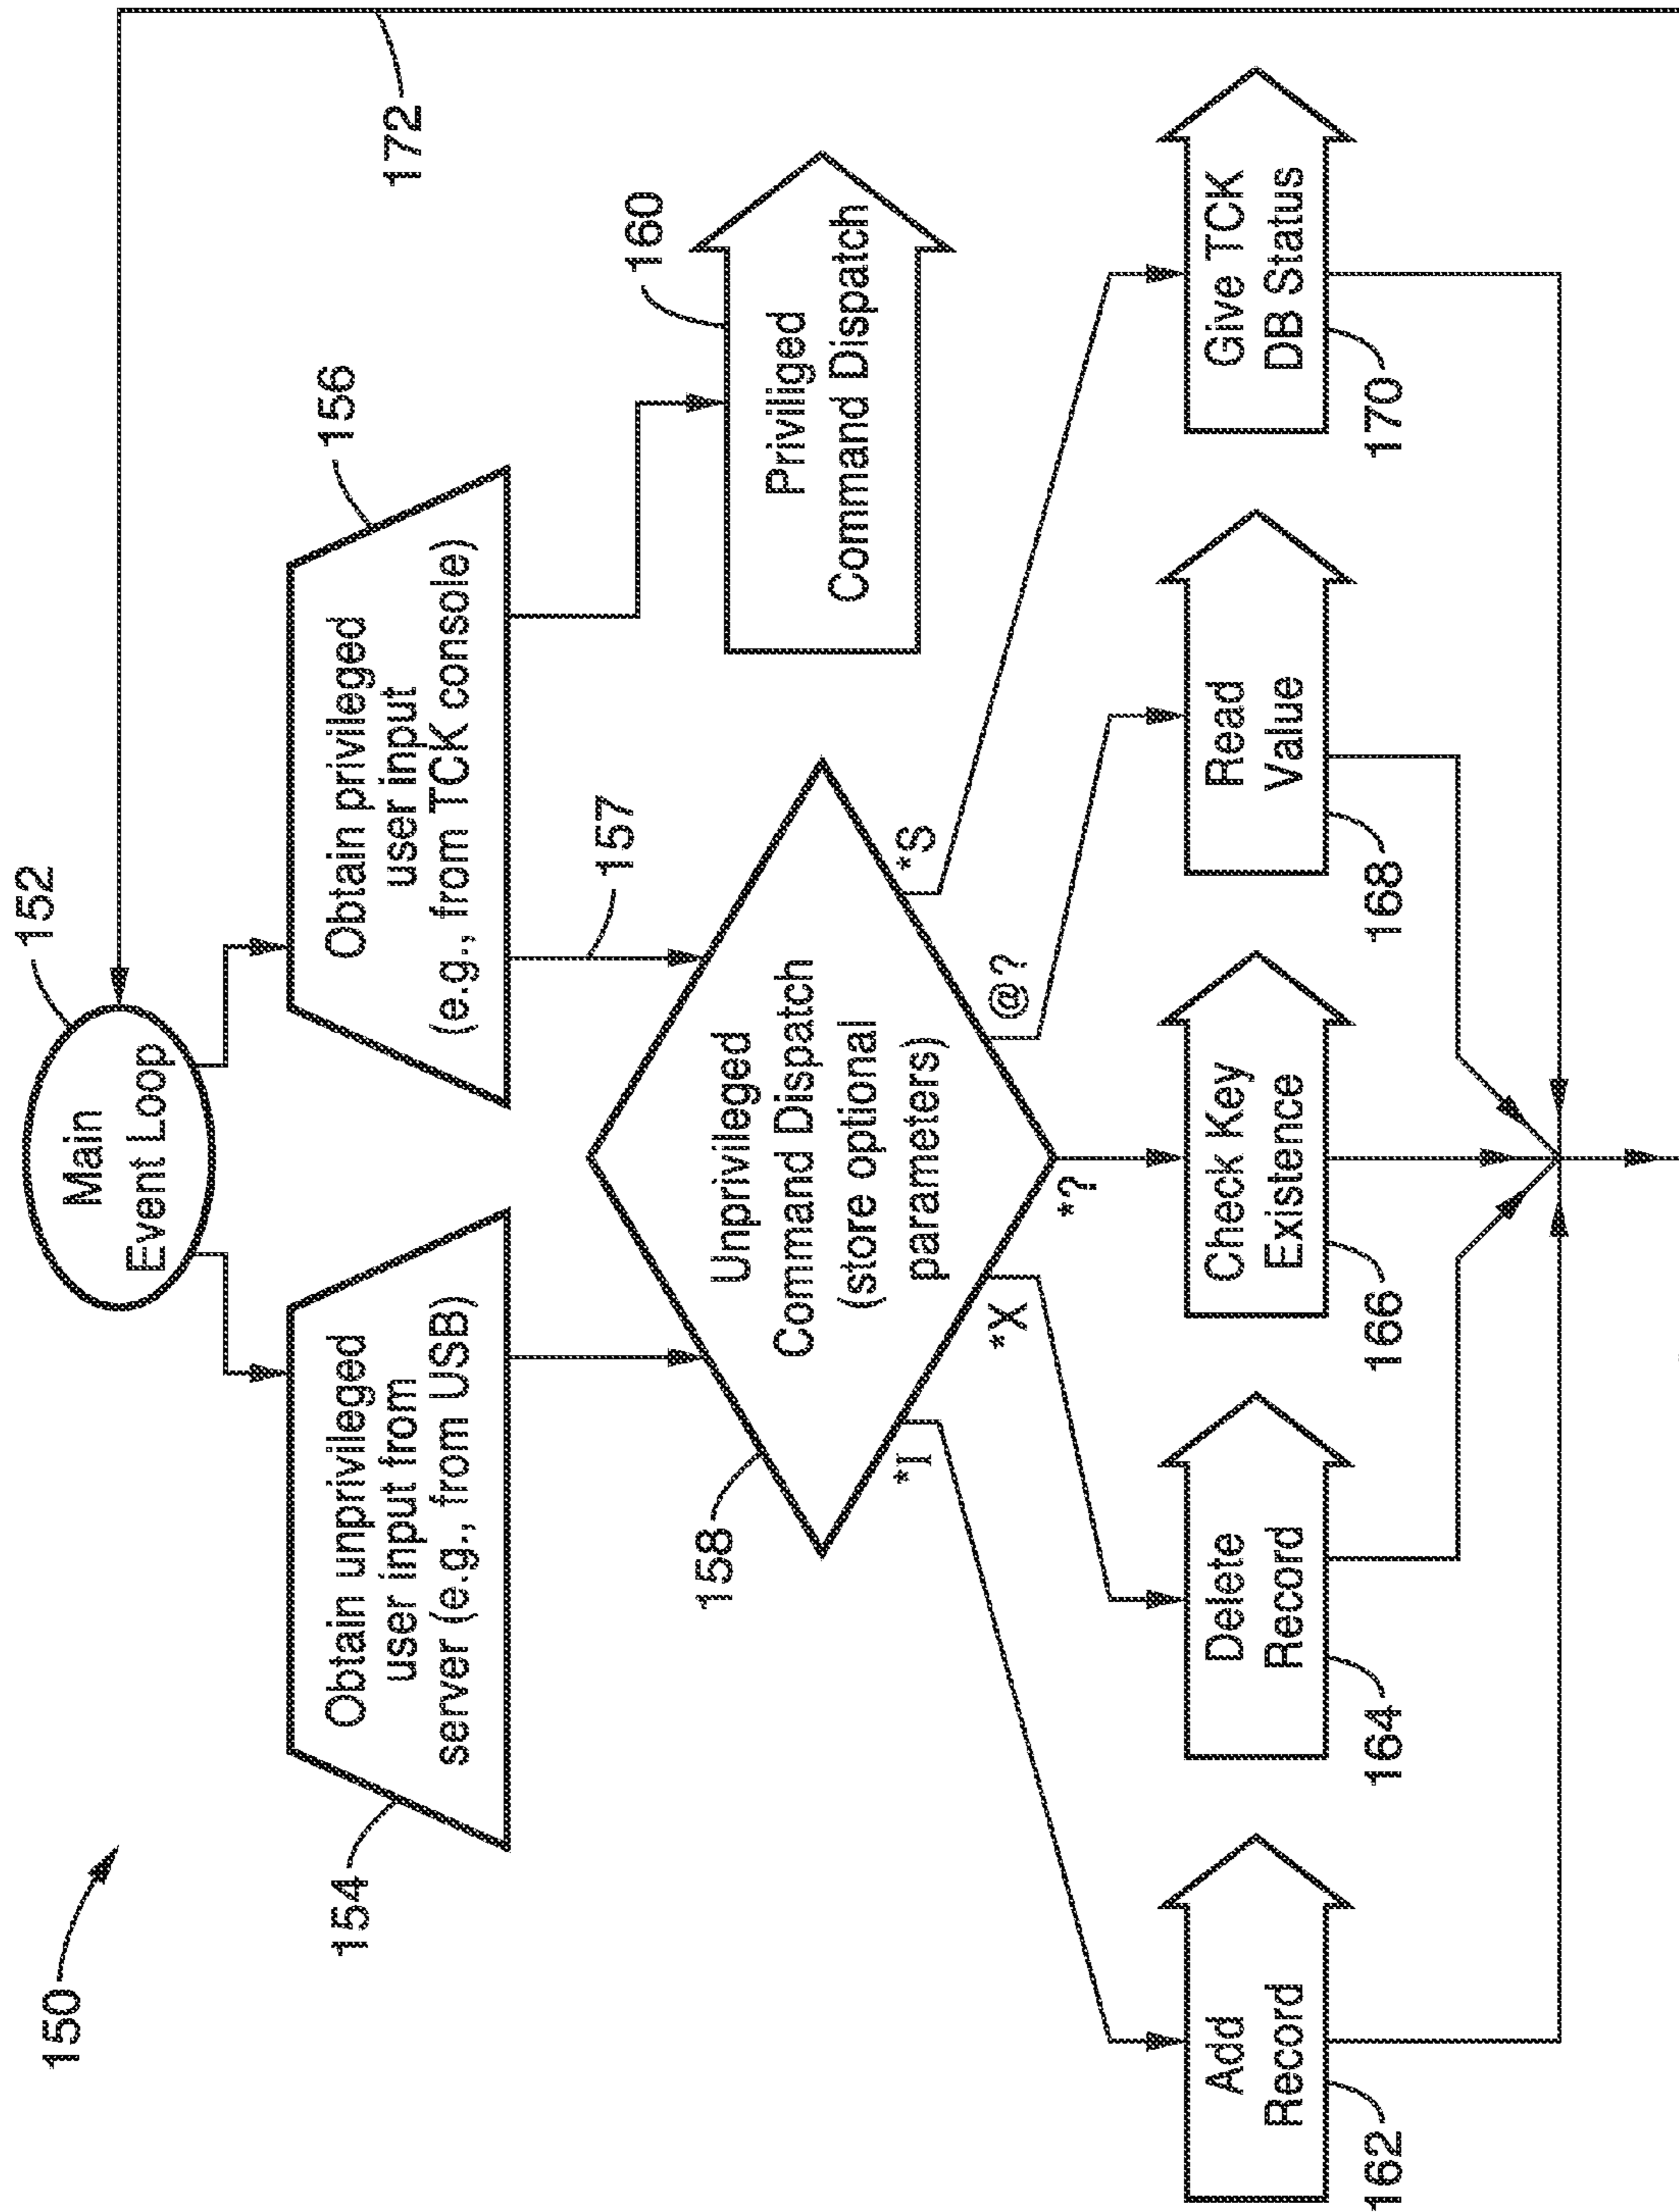 150
152
Main
Event Loop
172
154
Obtain unprivileged
user input from
server (e.g., from USB)
156
Obtain privileged
user input
(e.g., from TCK console)
157
158
Unprivileged
Command Dispatch
(store optional
parameters)
160
Priviliged
Command Dispatch
*I
*X
*?
@?
*S
Add
Record
162
Delete
Record
164
Check Key
Existence
166
Read
Value
168
Give TCK
DB Status
170